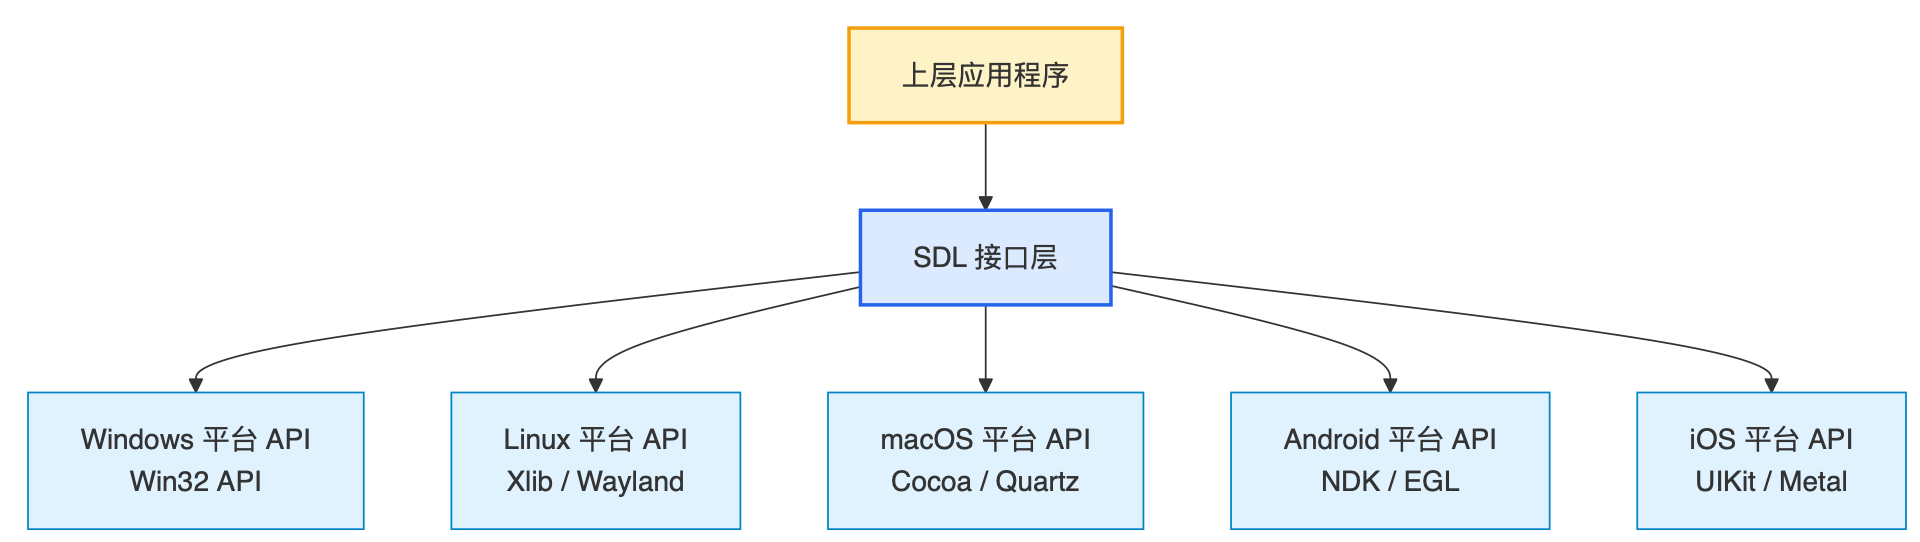 上层应用程序
SDL 接口层
Windows 平台 API
Win32 API
Linux 平台 API
Xlib / Wayland
macOS 平台 API
Cocoa / Quartz
Android 平台 API
NDK / EGL
iOS 平台 API
UIKit / Metal